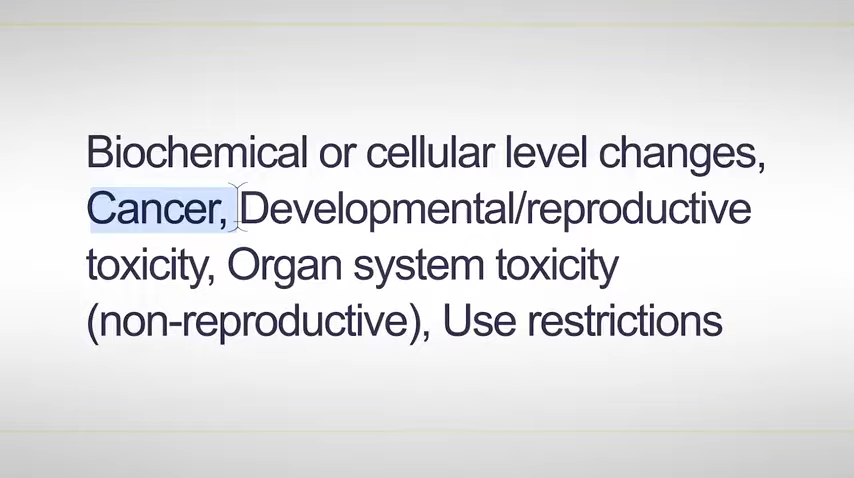 Biochemical or cellular level changes,
Cancer, Developmental/reproductive
toxicity, Organ system toxicity
(non-reproductive), Use restrictions